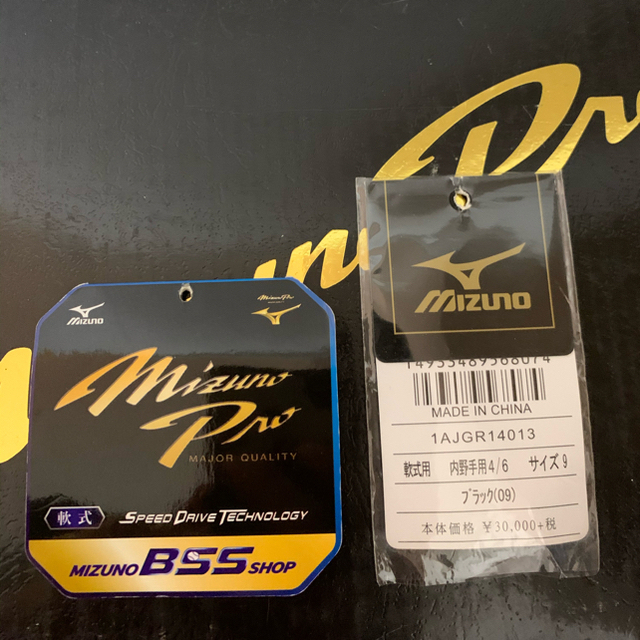 Mizuno
Mizuno Pro
Mizuno
Pro
MAJOR QUALITY
軟式
SPEED DRIVE TECHNOLOGY
MIZUNO BSS SHOP
Pro
Mizuno
MADE IN CHINA
1AJGR14013
軟式用 内野手用4/6 サイズ9
ブラック(09)
本体価格 ¥30,000+税